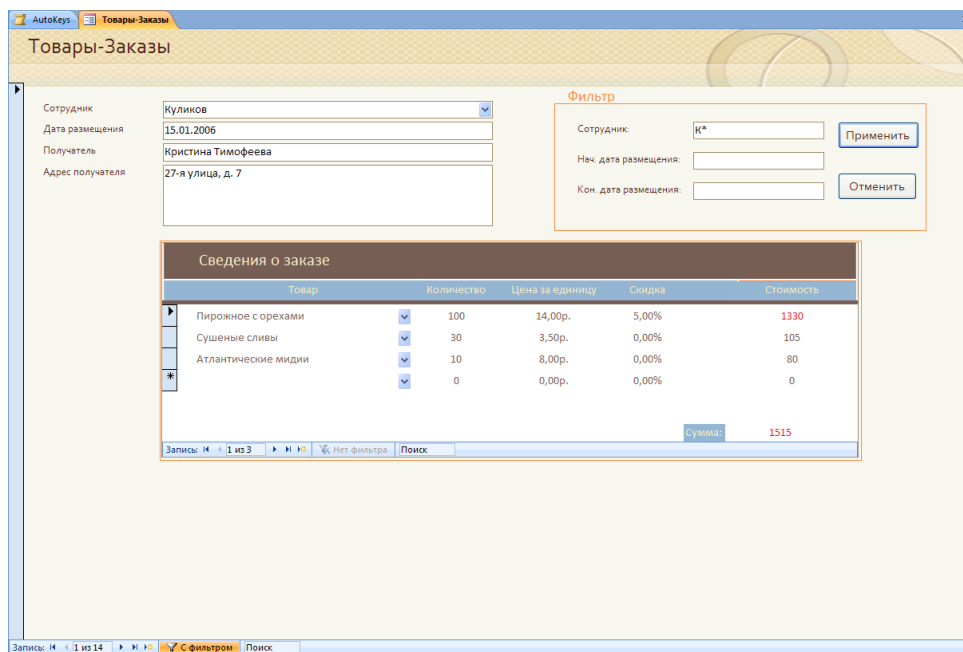 AutoKeys Товары-Заказы
Товары-Заказы
Сотрудник Куликов
Дата размещения 15.01.2006
Получатель Кристина Тимофеева
Адрес получателя 27-я улица, д. 7
Фильтр
Сотрудник: К* Применить
Нач. дата размещения:
Кон. дата размещения: Отменить
Сведения о заказе
Товар Количество Цена за единицу Скидка Стоимость
Пирожное с орехами 100 14,00р. 5,00% 1330
Сушеные сливы 30 3,50р. 0,00% 105
Атлантические мидии 10 8,00р. 0,00% 80
0 0,00р. 0,00% 0
Сумма: 1515
Запись: 1 из 3 Нет фильтра Поиск
Запись: 1 из 14 С фильтром Поиск